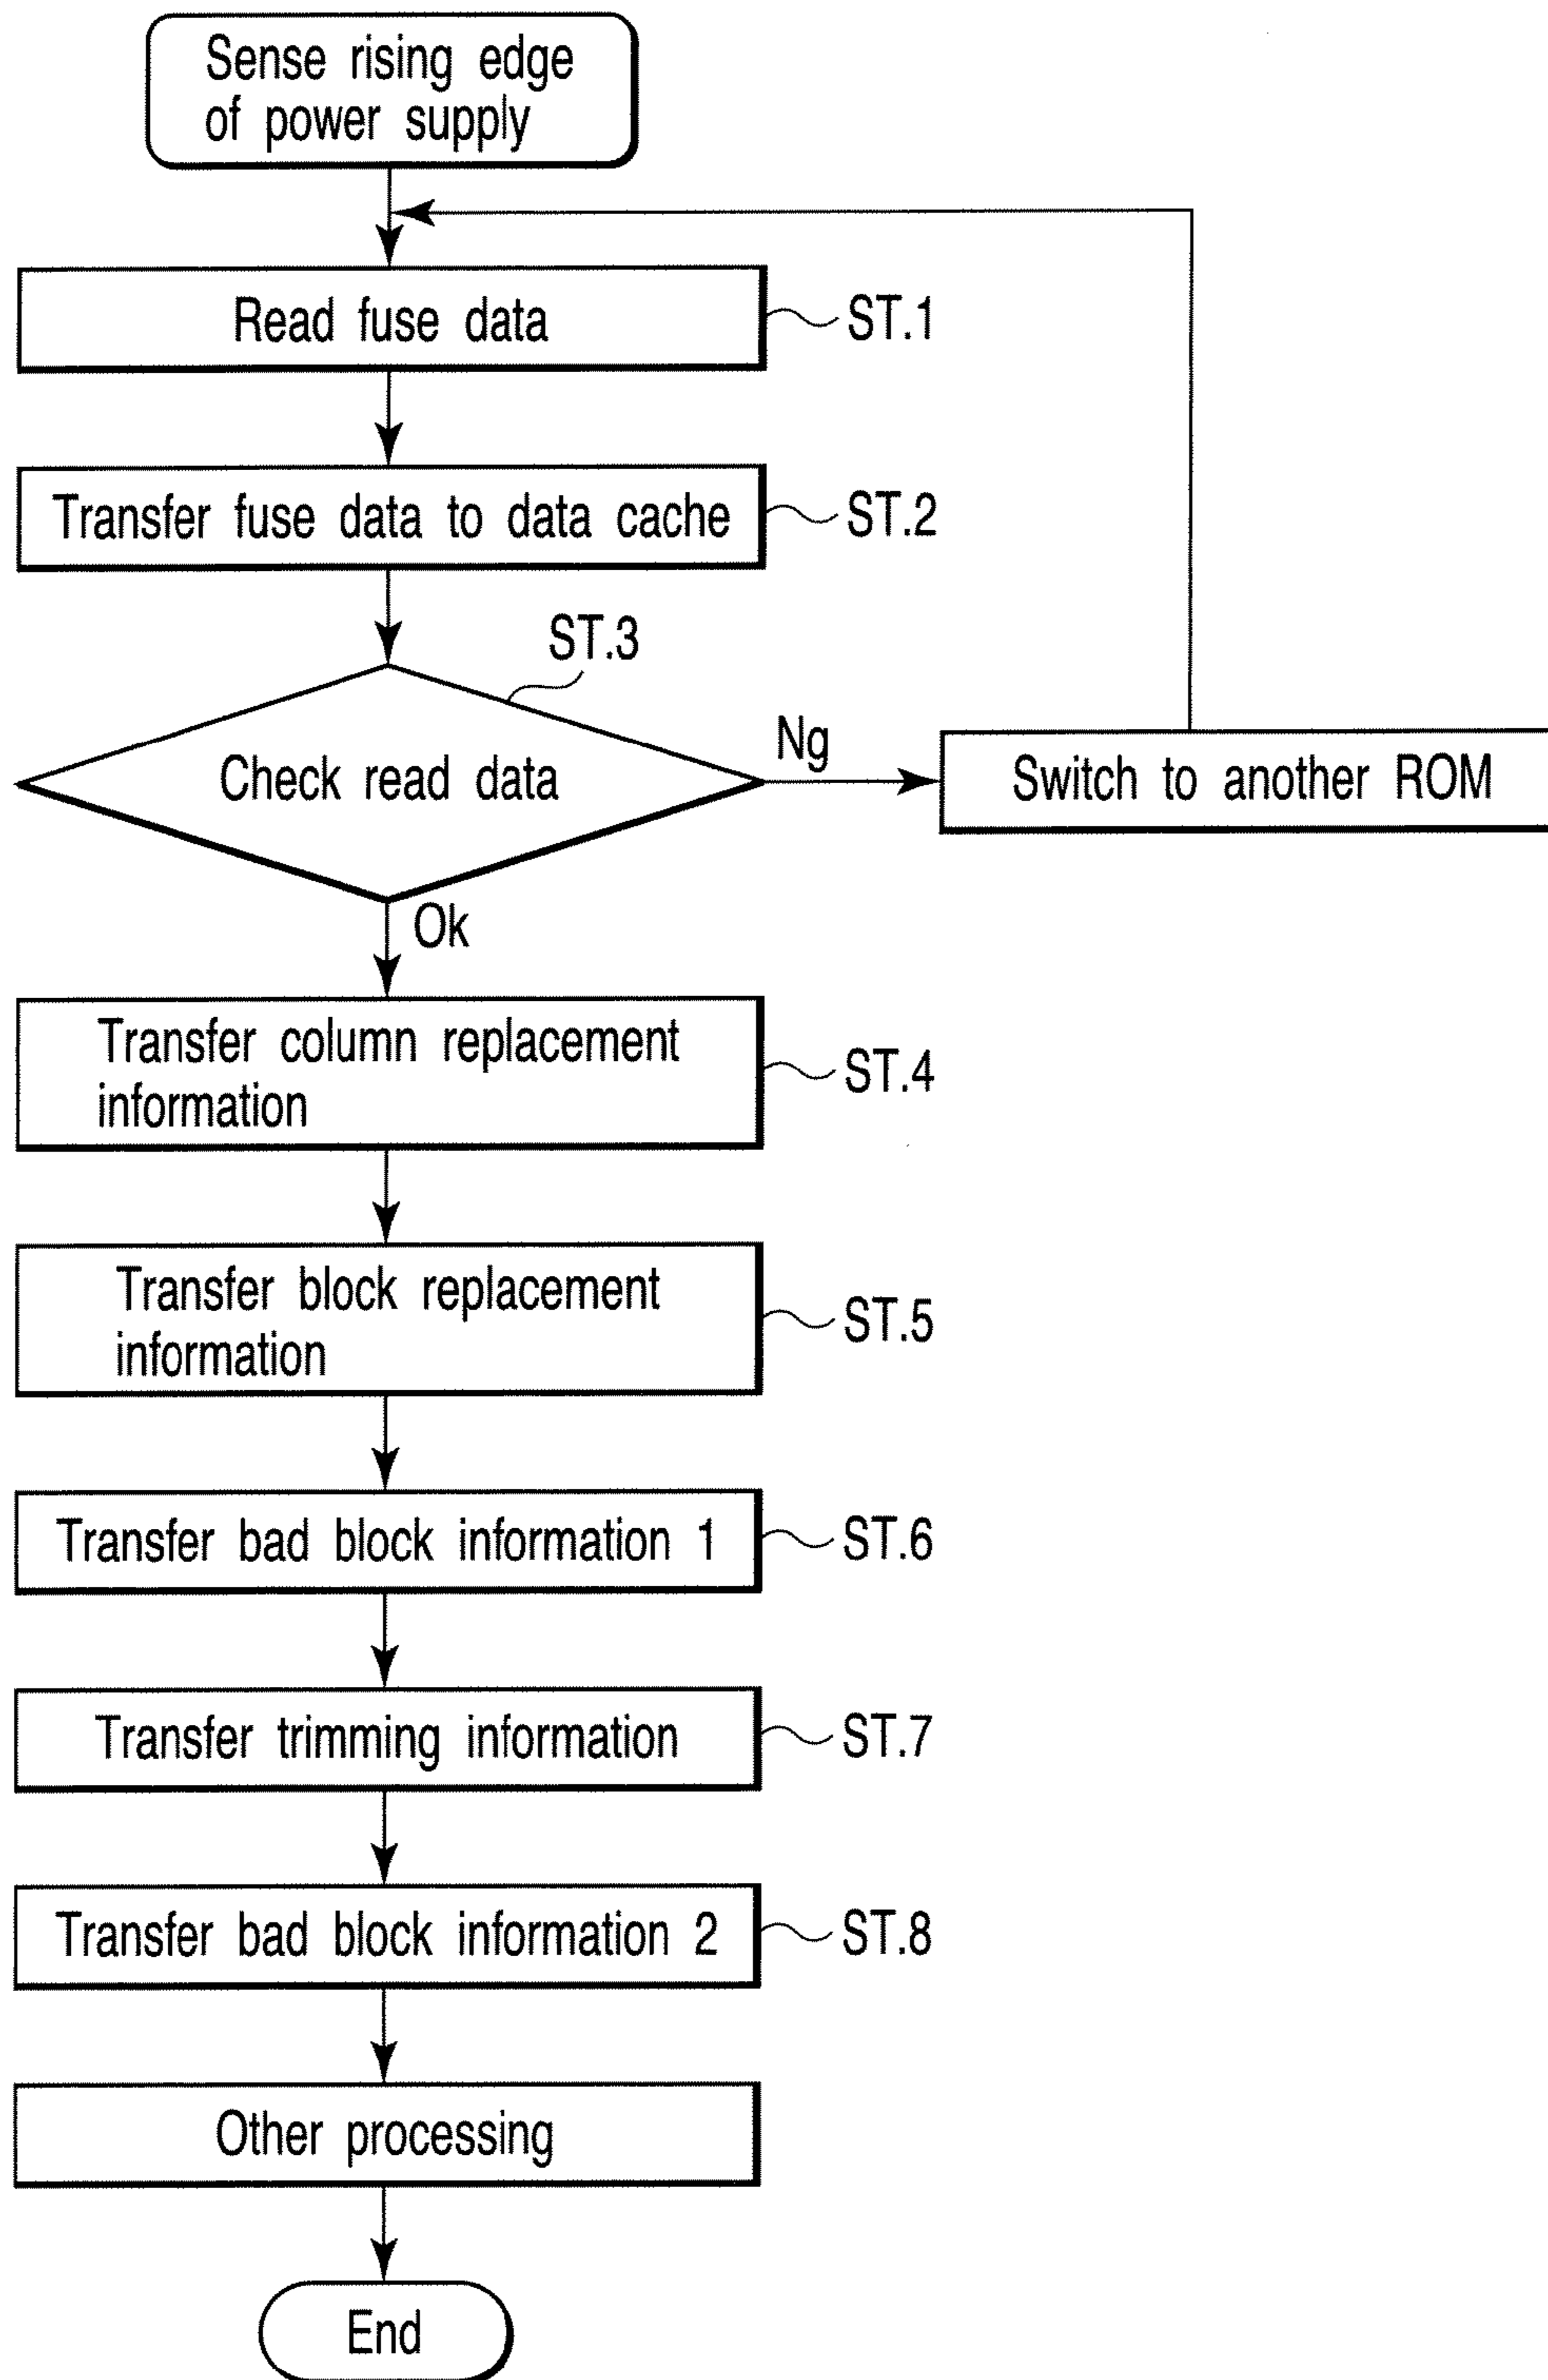 Sense rising edge
of power supply
Read fuse data
ST.1
Transfer fuse data to data cache
ST.2
ST.3
Check read data
Ng
Switch to another ROM
Ok
Transfer column replacement
information
ST.4
Transfer block replacement
information
ST.5
Transfer bad block information 1
ST.6
Transfer trimming information
ST.7
Transfer bad block information 2
ST.8
Other processing
End